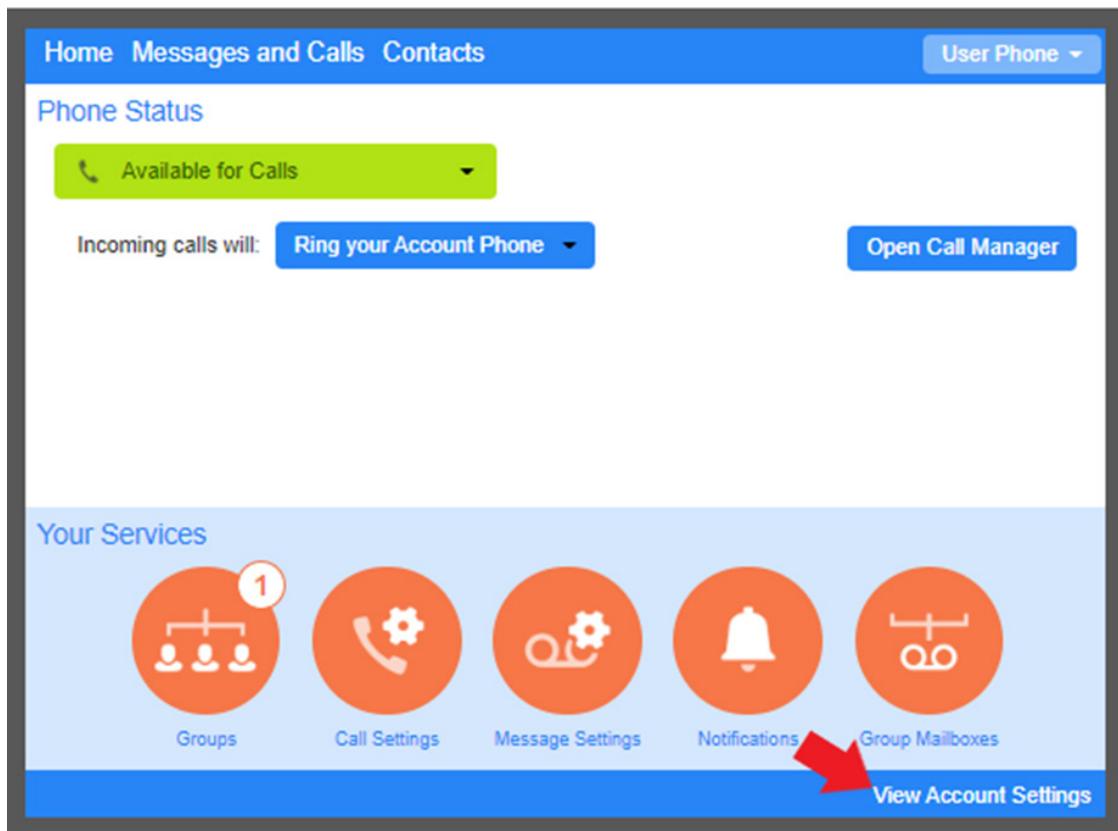 Home Messages and Calls Contacts User Phone
Phone Status
Available for Calls
Incoming calls will: Ring your Account Phone Open Call Manager
Your Services
1
Groups Call Settings Message Settings Notifications Group Mailboxes
View Account Settings